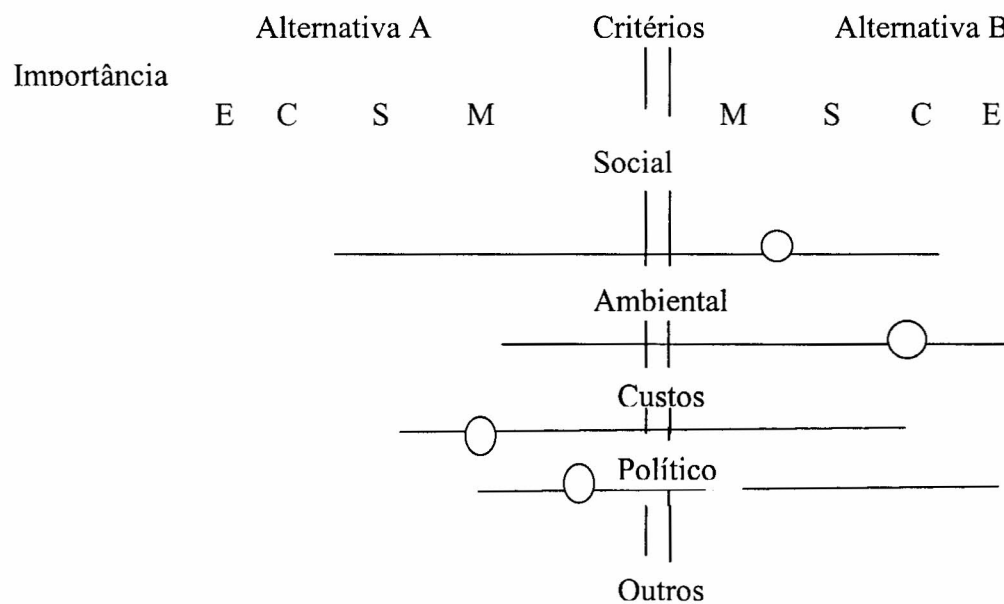 Alternativa A Critérios Alternativa B
Importância
E C S M M S C E
Social
Ambiental
Custos
Político
Outros